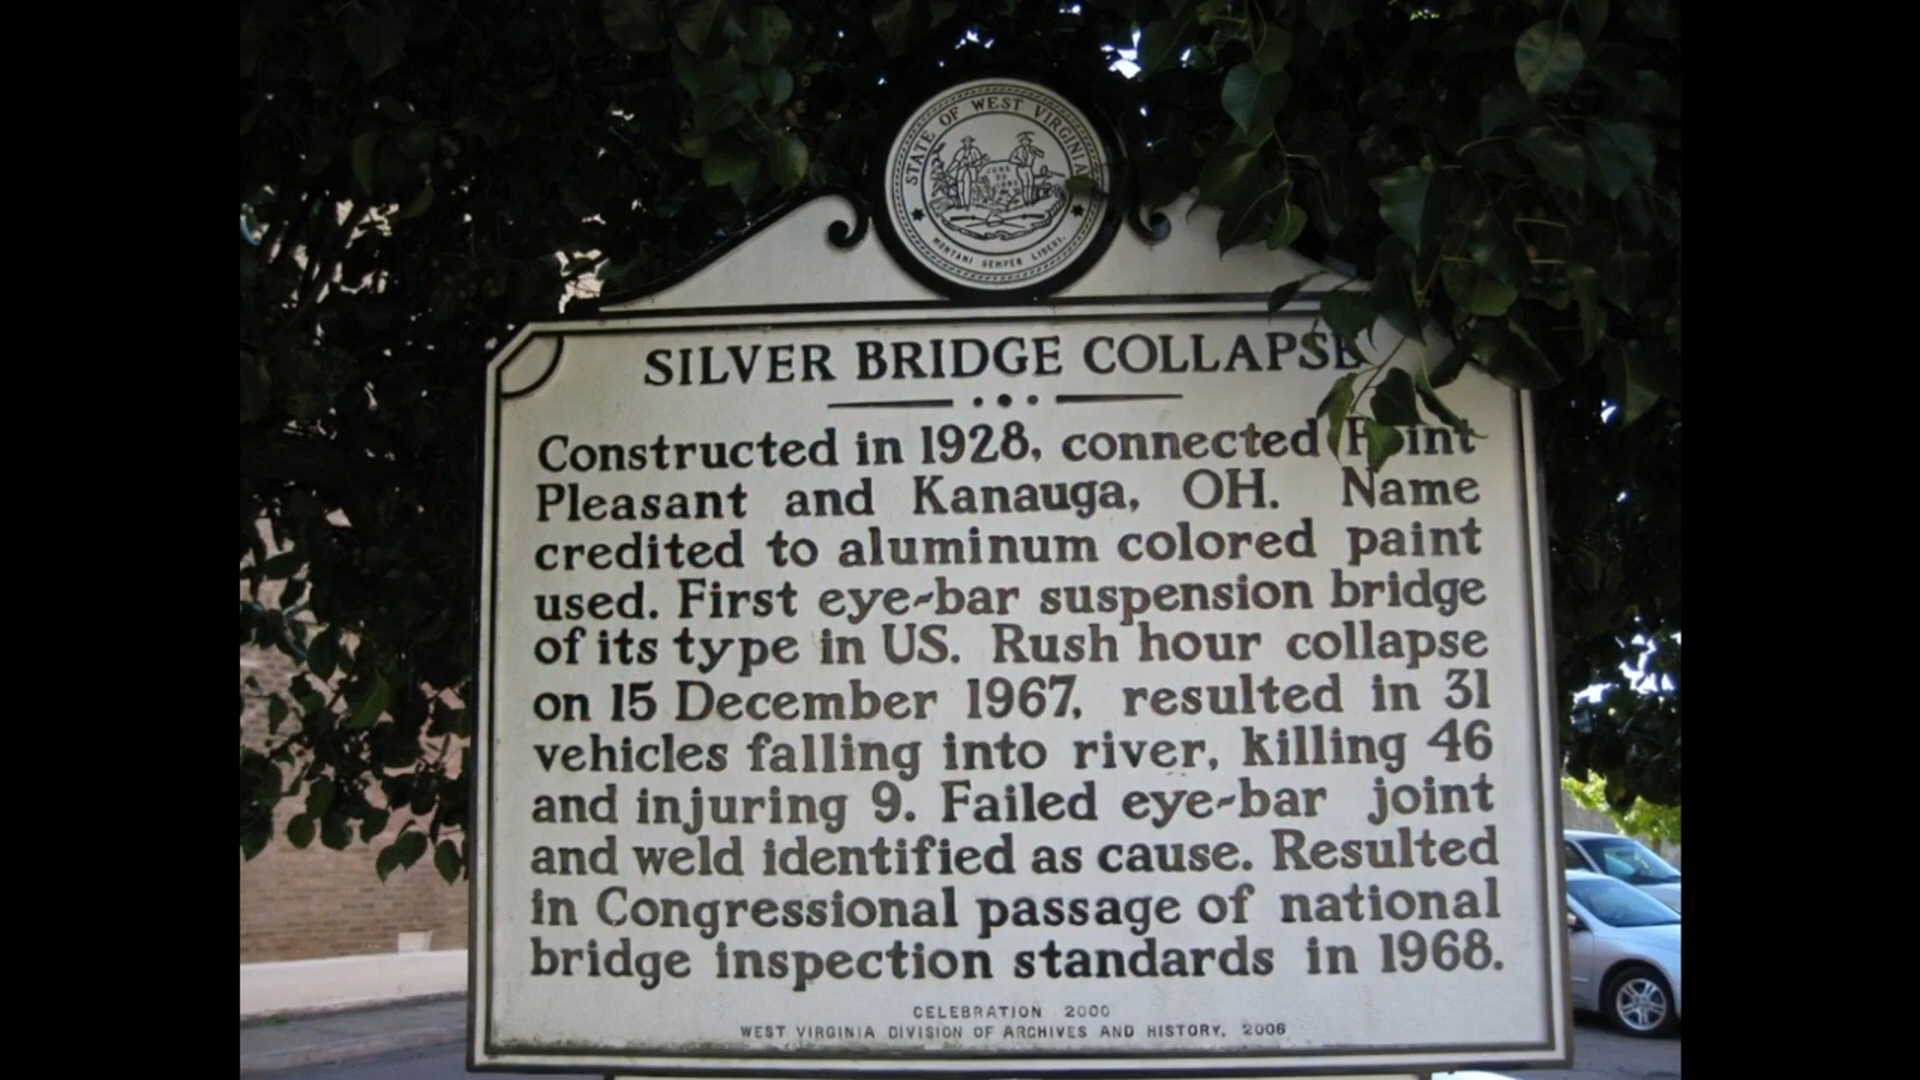 STATE OF WEST VIRGINIA
MONTANI SEMPER LIBERI.
SILVER BRIDGE COLLAPSE
Constructed in 1928, connected Point
Pleasant and Kanauga, OH. Name
credited to aluminum colored paint
used. First eye-bar suspension bridge
of its type in US. Rush hour collapse
on 15 December 1967, resulted in 31
vehicles falling into river, killing 46
and injuring 9. Failed eye-bar joint
and weld identified as cause. Resulted
in Congressional passage of national
bridge inspection standards in 1968.
CELEBRATION 2000
WEST VIRGINIA DIVISION OF ARCHIVES AND HISTORY, 2006